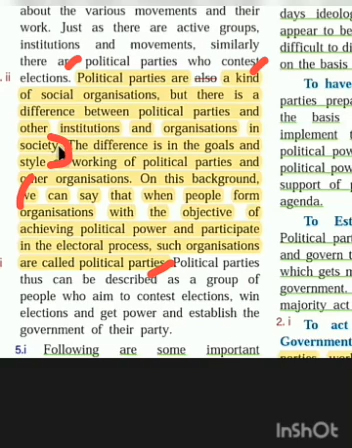 about the various movements and their
work. Just as there are active groups,
institutions and movements, similarly
there are political parties who contest
ii elections. Political parties are also a kind
of social organisations, but there is a
difference between political parties and
other institutions and organisations in
society. The difference is in the goals and
style working of political parties and
other organisations. On this background,
we can say that when people form
organisations with the objective of
achieving political power and participate
in the electoral process, such organisations
i are called political parties. Political parties
thus can be described as a group of
people who aim to contest elections, win
elections and get power and establish the
government of their party.
5.i Following are some important
days ideolog
appear to be
difficult to di
on the basis
To have
parties prepa
the basis
implement t
political pow
political pow
support of p
agenda.
To Est
Political part
and govern t
which gets m
government.
majority act
2. i
To act
Government
parties work
InShOt